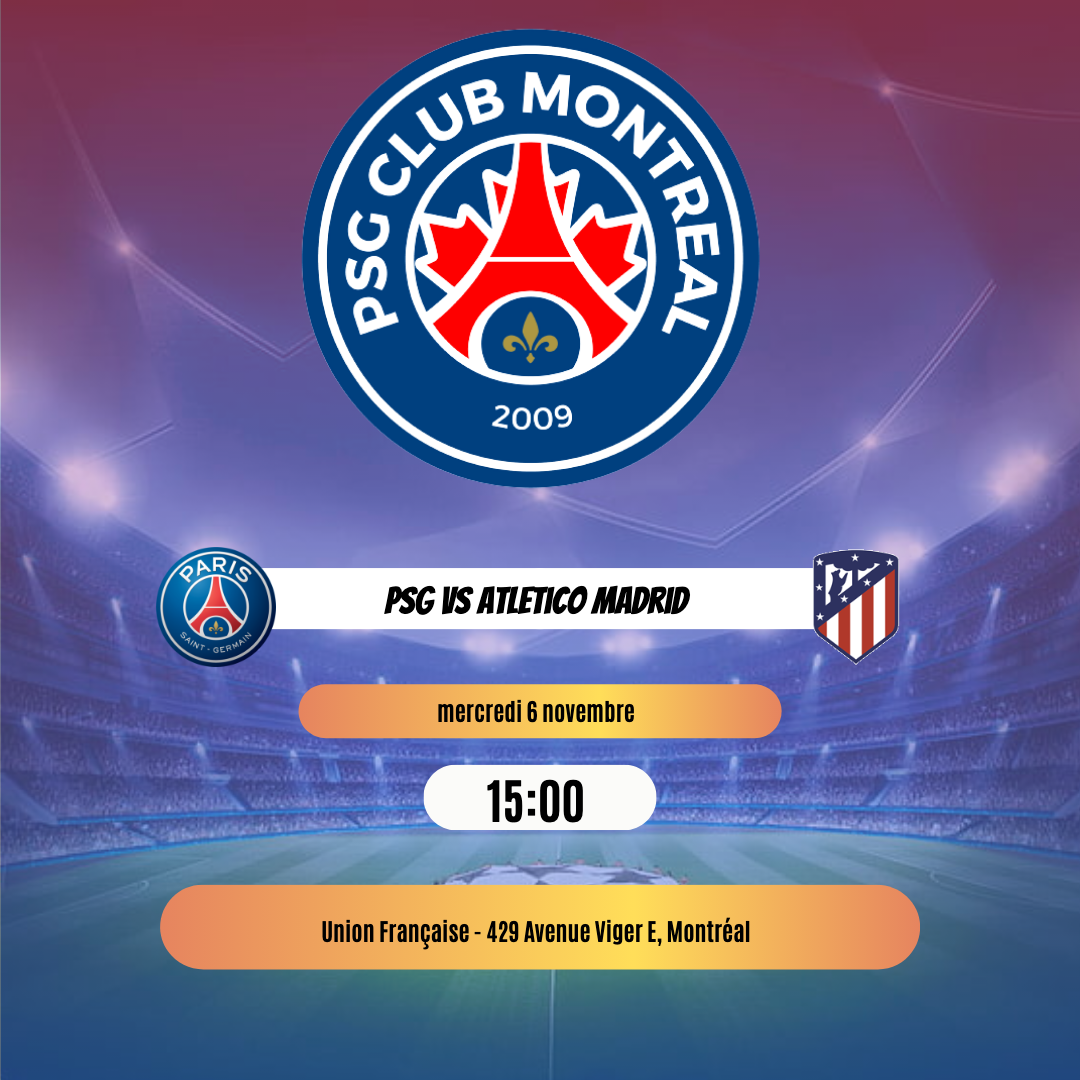 PSG CLUB MONTREAL
2009
PARIS
SAINT - GERMAIN
PSG VS ATLETICO MADRID
mercredi 6 novembre
15:00
Union Française - 429 Avenue Viger E, Montréal